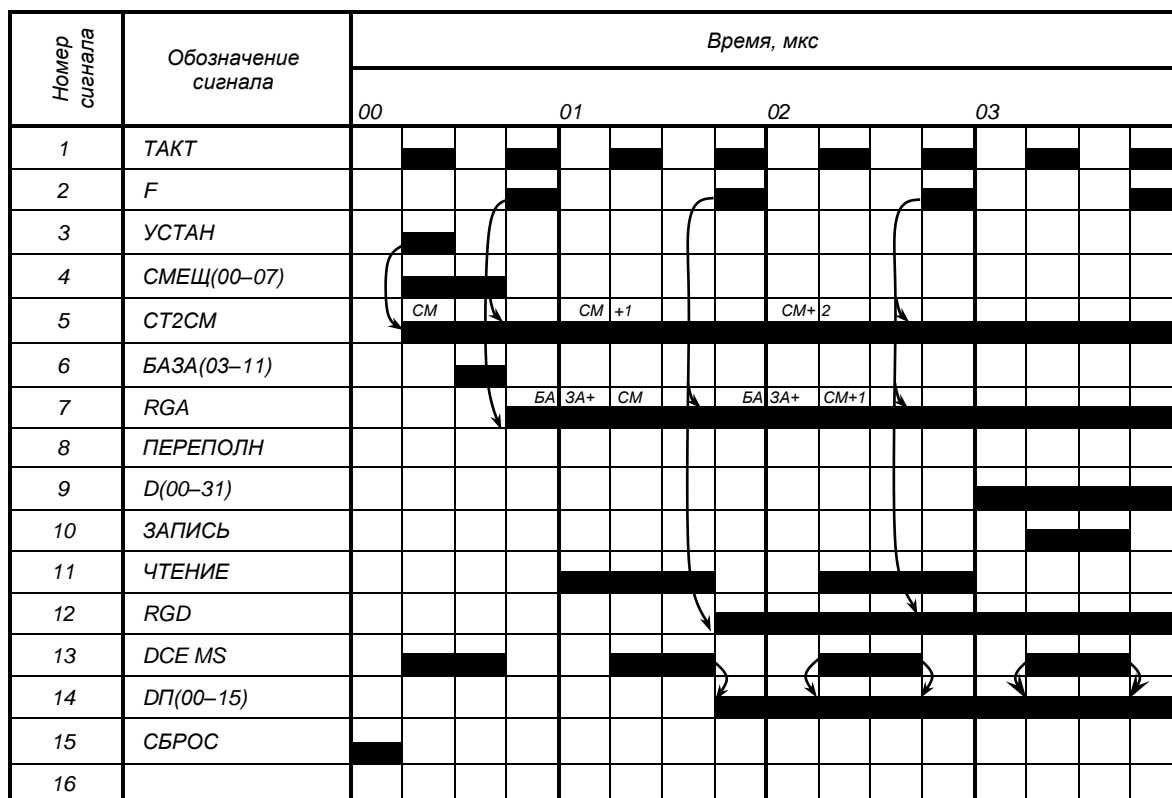 Номер сигнала
Обозначение
сигнала
Время, мкс
00 01 02 03
1 ТАКТ
2 F
3 УСТАН
4 СМЕЩ(00–07)
5 СТ2СМ
СМ СМ +1 СМ+ 2
6 БАЗА(03–11)
7 RGA
БА ЗА+ СМ БА ЗА+ СМ+1
8 ПЕРЕПОЛН
9 D(00–31)
10 ЗАПИСЬ
11 ЧТЕНИЕ
12 RGD
13 DCE MS
14 DП(00–15)
15 СБРОС
16